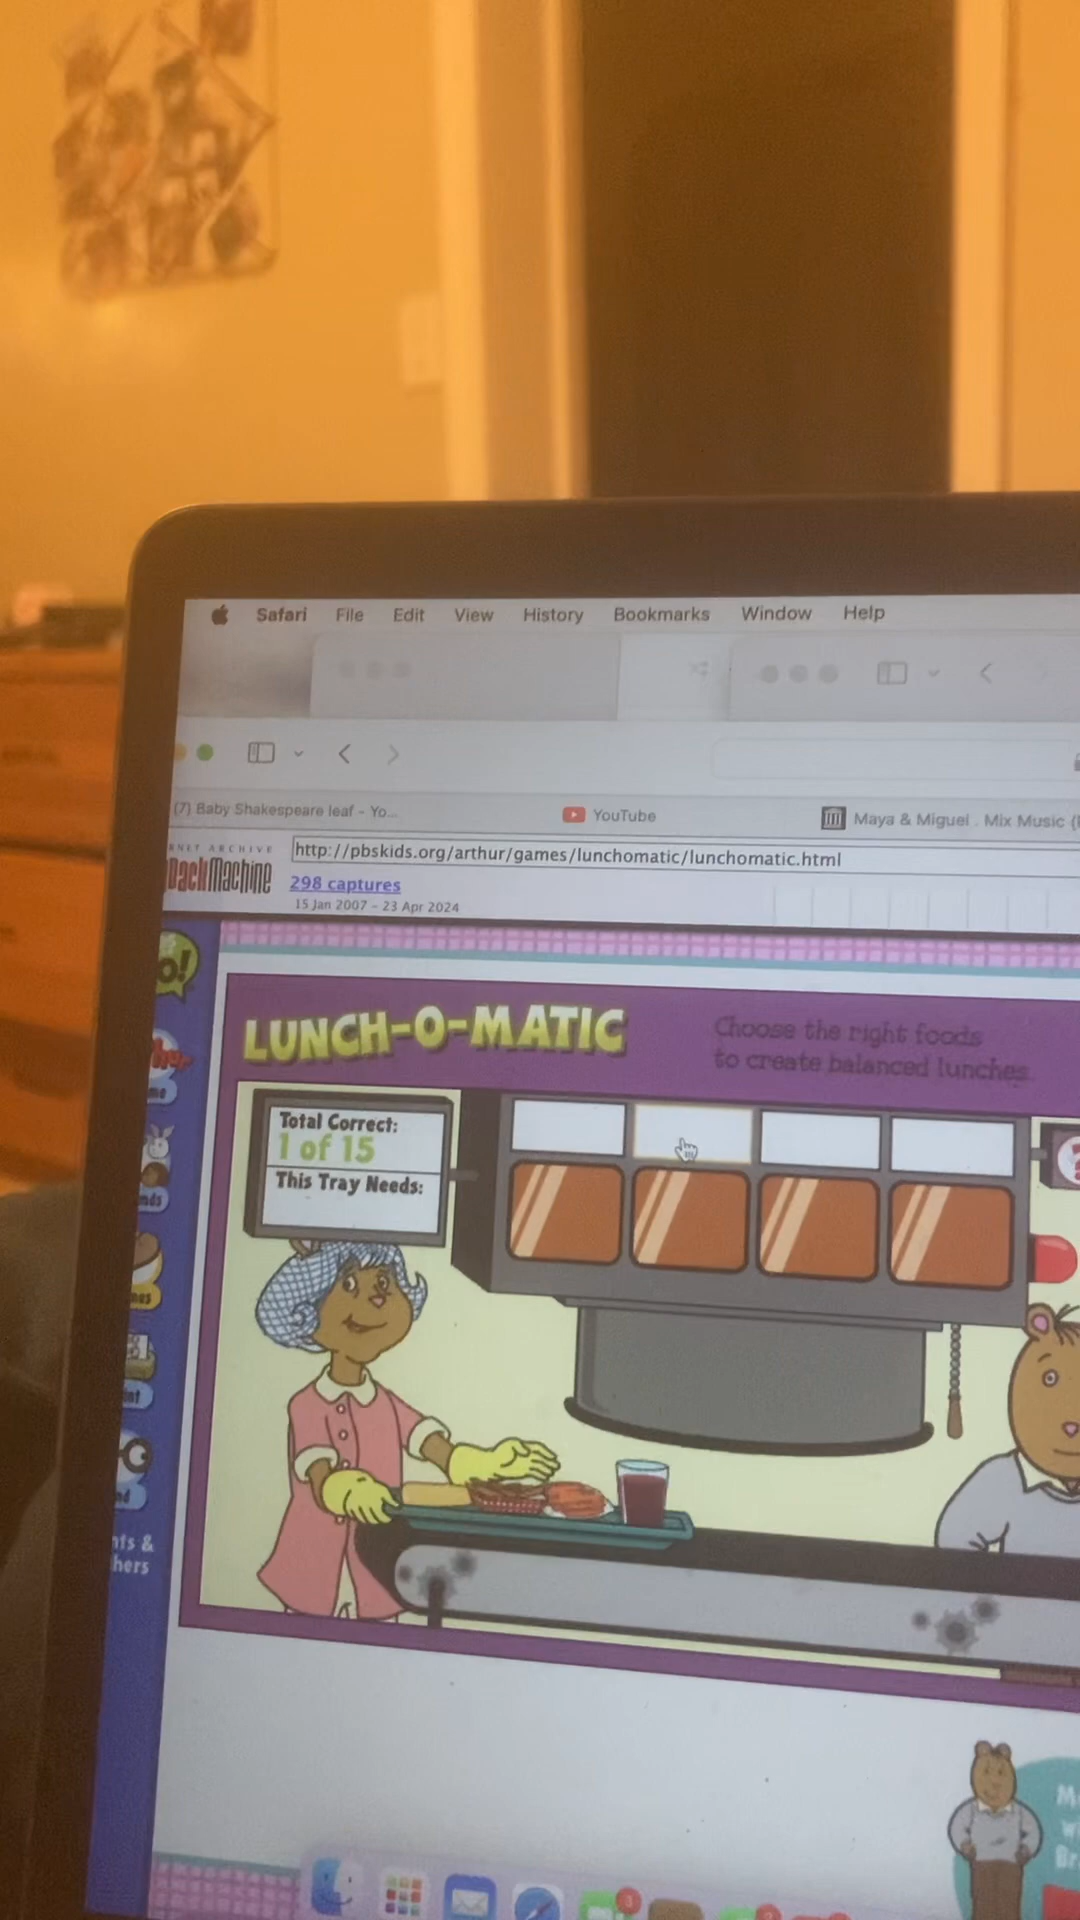 Safari File Edit View History Bookmarks Window Help
(7) Baby Shakespeare leaf - Yo...
YouTube
Maya & Miguel . Mix Music
http://pbskids.org/arthur/games/lunchomatic/lunchomatic.html
298 captures
15 Jan 2007 - 23 Apr 2024
LUNCH-O-MATIC
Choose the right foods
to create balanced lunches.
Total Correct:
1 of 15
This Tray Needs: